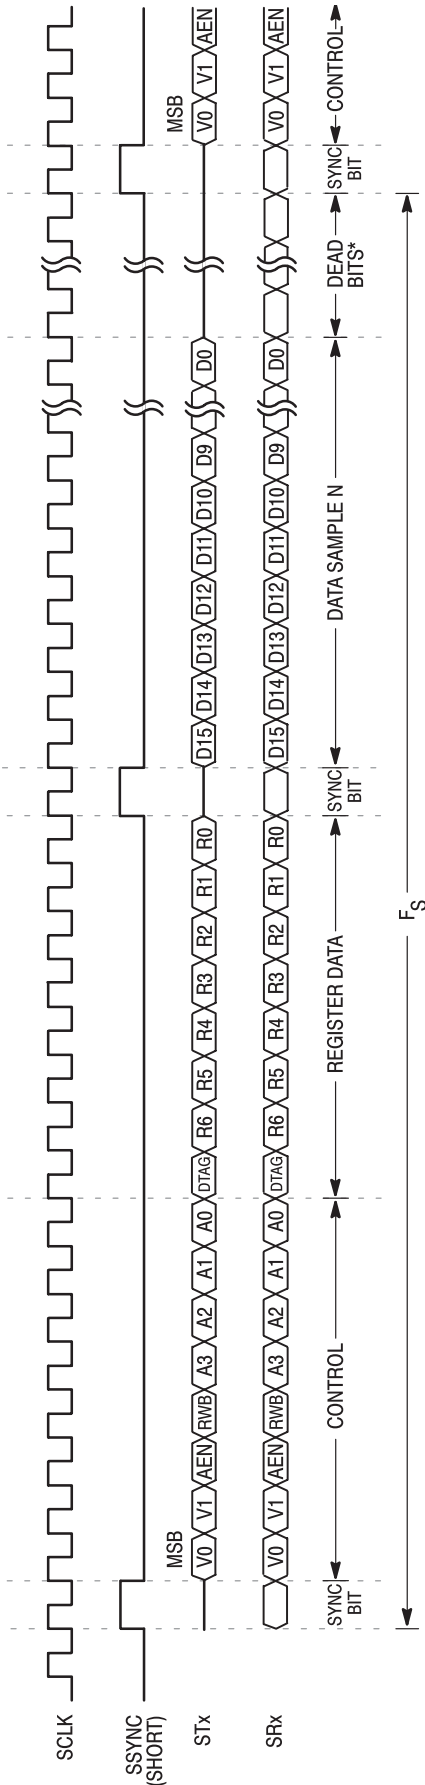 SCLK
SSYNC
(SHORT)
STx
SRx
MSB
V0 V1 AEN RWB A3 A2 A1 A0 DTAG R6 R5 R4 R3 R2 R1 R0 D15 D14 D13 D12 D11 D10 D9 D0
MSB
V0 V1 AEN
V0 V1 AEN RWB A3 A2 A1 A0 DTAG R6 R5 R4 R3 R2 R1 R0 D15 D14 D13 D12 D11 D10 D9 D0 V0 V1 AEN
SYNC
BIT
CONTROL
REGISTER DATA
SYNC
BIT
DATA SAMPLE N
DEAD
BITS*
SYNC
BIT
CONTROL
FS